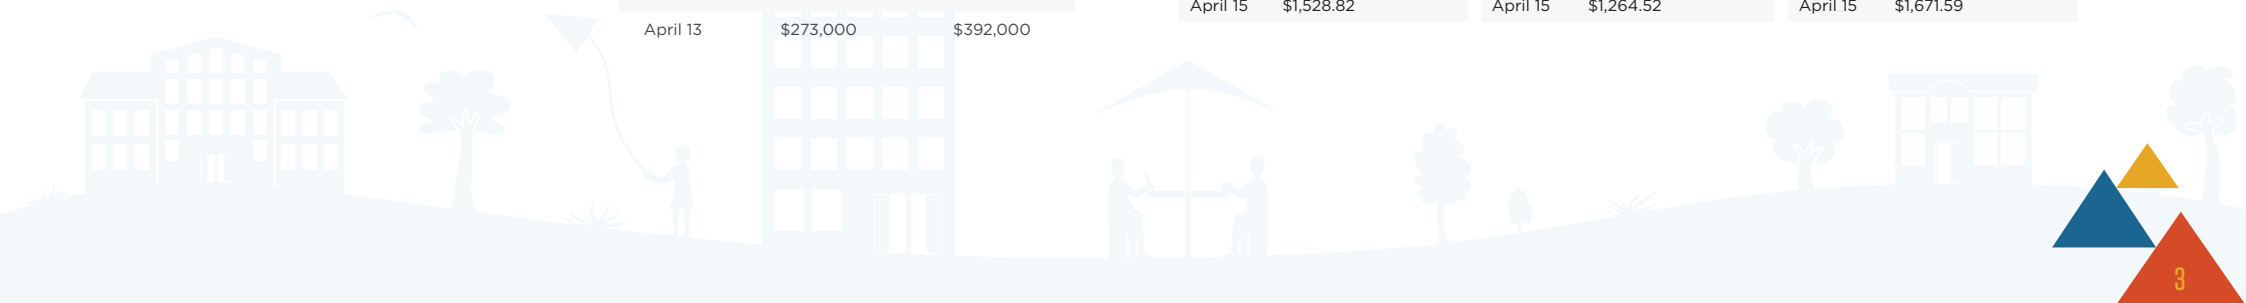 April 15 $1,528.82 April 15 $1,264.52 April 15 $1,671.59
April 13 $273,000 $392,000
3